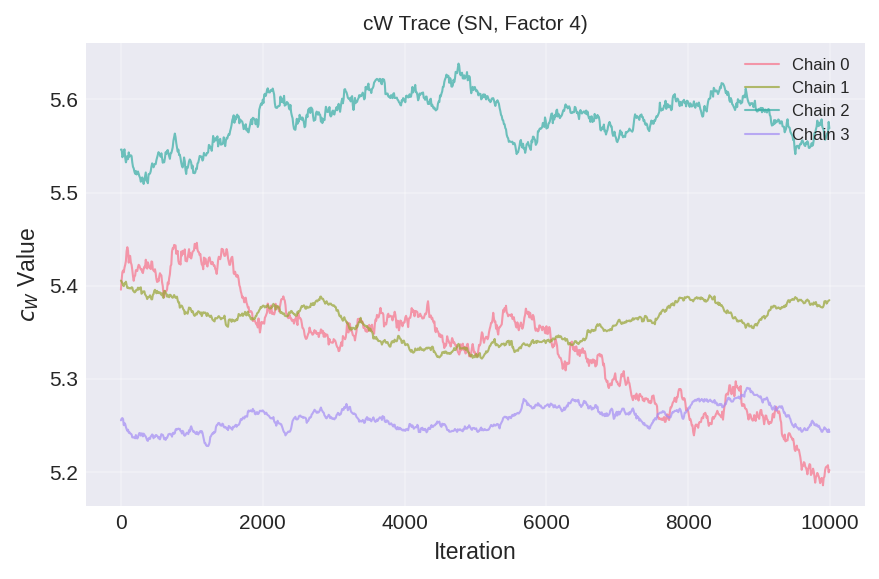 cW Trace (SN, Factor 4)
Chain 0
Chain 1
Chain 2
Chain 3
5.6
5.5
5.4
5.3
5.2
c_W Value
0 2000 4000 6000 8000 10000
Iteration